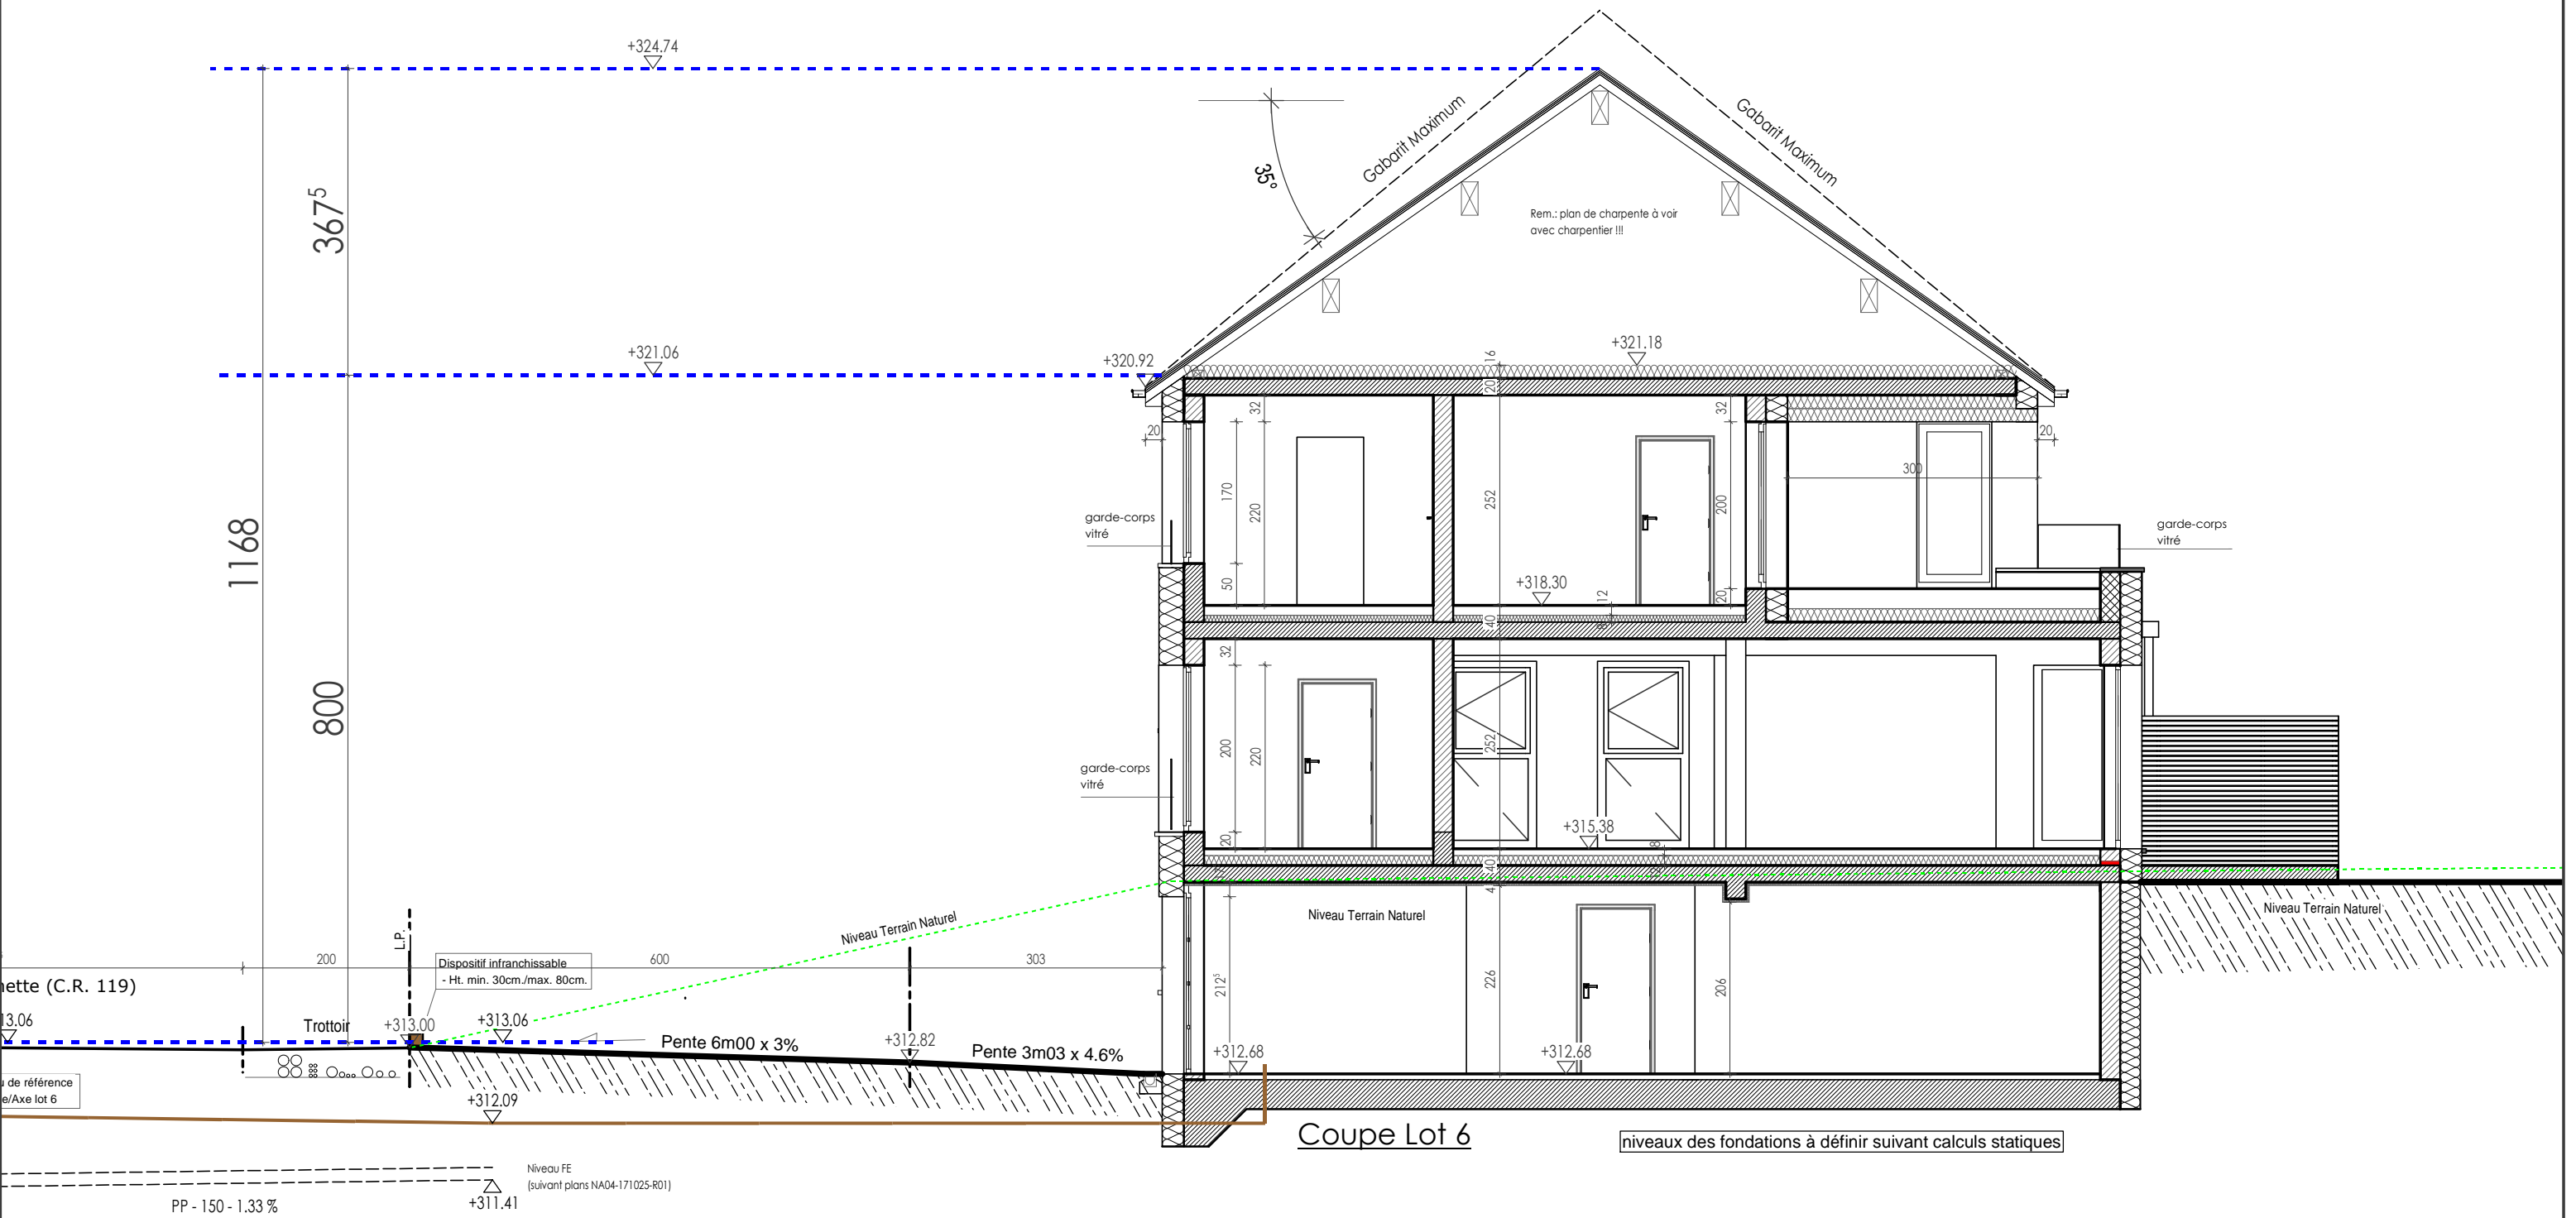 +324.74
Gabarit Maximum
Gabarit Maximum
35°
367⁵
Rem.: plan de charpente à voir
avec charpentier !!!
+321.06
+320.92
+321.18
16
20
32
32
20
20
300
170
220
252
200
1168
garde-corps
vitré
garde-corps
vitré
50
+318.30
12
20
40
8
32
800
200
220
252
garde-corps
vitré
+315.38
20
8
40
17
12
4
Niveau Terrain Naturel
Niveau Terrain Naturel
Niveau Terrain Naturel
L.P.
200
Dispositif infranchissable
- Ht. min. 30cm./max. 80cm.
600
303
212⁵
226
206
nette (C.R. 119)
13.06
Trottoir
+313.00
+313.06
Pente 6m00 x 3%
+312.82
Pente 3m03 x 4.6%
+312.68
+312.68
u de référence
e/Axe lot 6
+312.09
Coupe Lot 6
niveaux des fondations à définir suivant calculs statiques
Niveau FE
(suivant plans NA04-171025-R01)
+311.41
PP - 150 - 1.33 %